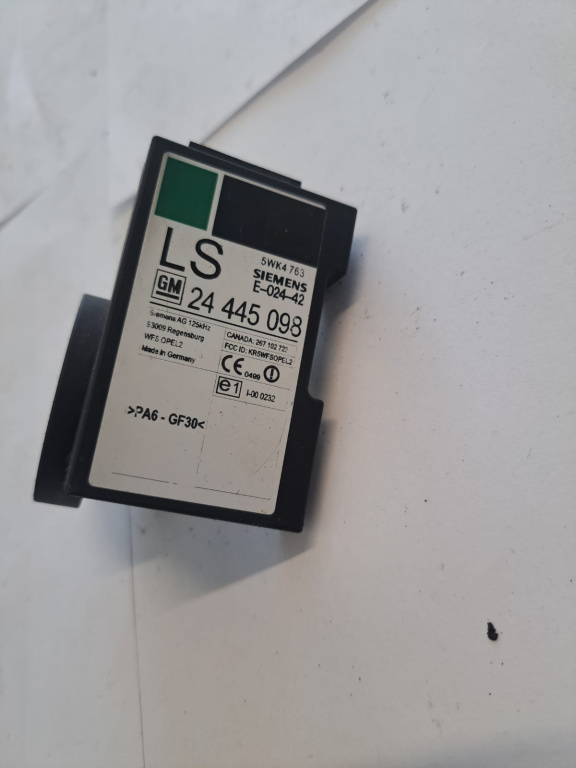 LS
5WK4 763
SIEMENS
E-024-42
GM
24 445 098
Siemens AG 125kHz
93009 Regensburg
WFS OPEL2
Made in Germany
CANADA: 267 102 722
FCC ID: KR5WFSOPEL2
CE 0499
e1 I-00 0232
>PA6 - GF30<